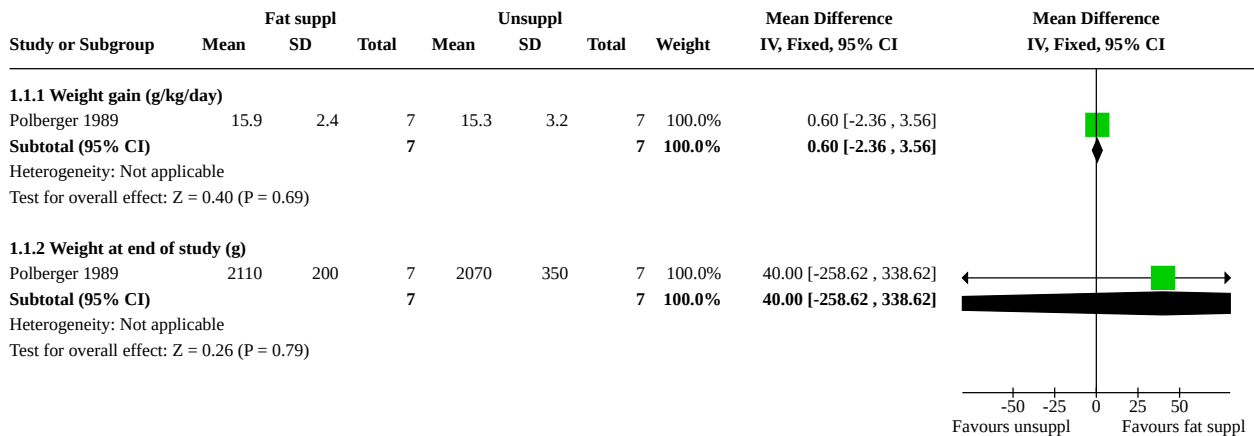 Fat suppl Unsuppl Mean Difference Mean Difference
Study or Subgroup Mean SD Total Mean SD Total Weight IV, Fixed, 95% CI IV, Fixed, 95% CI
1.1.1 Weight gain (g/kg/day)
Polberger 1989 15.9 2.4 7 15.3 3.2 7 100.0% 0.60 [-2.36 , 3.56]
Subtotal (95% CI) 7 7 100.0% 0.60 [-2.36 , 3.56]
Heterogeneity: Not applicable
Test for overall effect: Z = 0.40 (P = 0.69)
1.1.2 Weight at end of study (g)
Polberger 1989 2110 200 7 2070 350 7 100.0% 40.00 [-258.62 , 338.62]
Subtotal (95% CI) 7 7 100.0% 40.00 [-258.62 , 338.62]
Heterogeneity: Not applicable
Test for overall effect: Z = 0.26 (P = 0.79)
-50 -25 0 25 50
Favours unsuppl Favours fat suppl